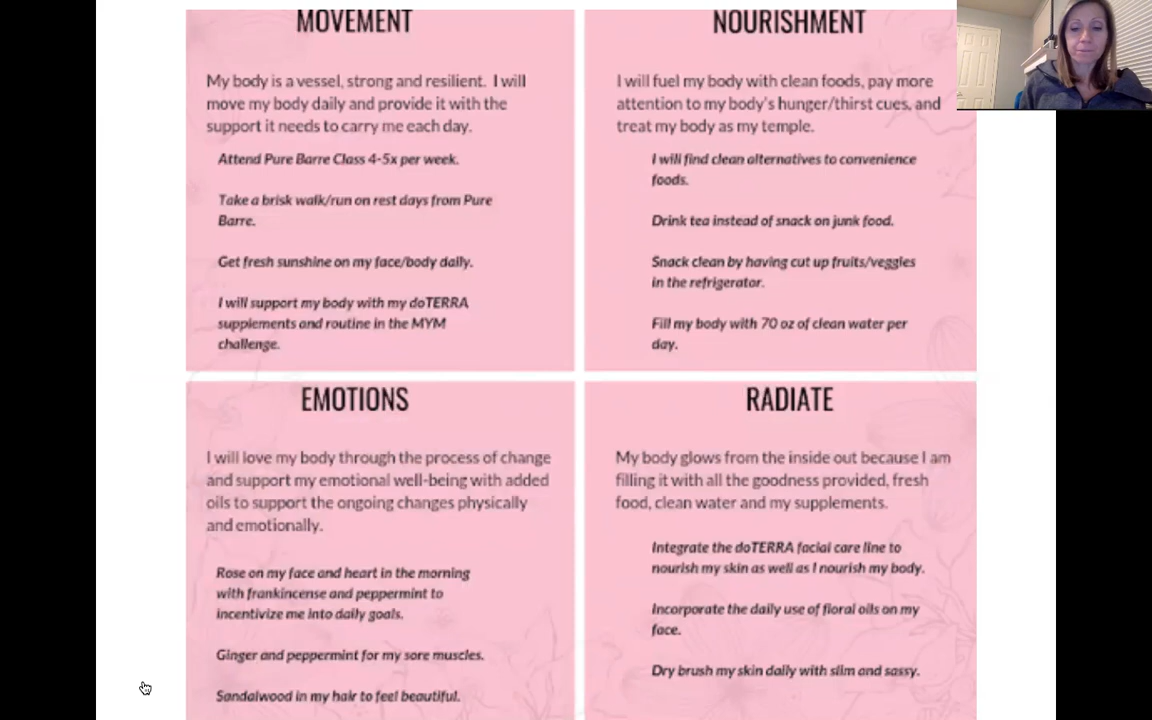 MOVEMENT
My body is a vessel, strong and resilient. I will
move my body daily and provide it with the
support it needs to carry me each day.
Attend Pure Barre Class 4-5x per week.
Take a brisk walk/run on rest days from Pure
Barre.
Get fresh sunshine on my face/body daily.
I will support my body with my doTERRA
supplements and routine in the MYM
challenge.
NOURISHMENT
I will fuel my body with clean foods, pay more
attention to my body's hunger/thirst cues, and
treat my body as my temple.
I will find clean alternatives to convenience
foods.
Drink tea instead of snack on junk food.
Snack clean by having cut up fruits/veggies
in the refrigerator.
Fill my body with 70 oz of clean water per
day.
EMOTIONS
I will love my body through the process of change
and support my emotional well-being with added
oils to support the ongoing changes physically
and emotionally.
Rose on my face and heart in the morning
with frankincense and peppermint to
incentivize me into daily goals.
Ginger and peppermint for my sore muscles.
Sandalwood in my hair to feel beautiful.
RADIATE
My body glows from the inside out because I am
filling it with all the goodness provided, fresh
food, clean water and my supplements.
Integrate the doTERRA facial care line to
nourish my skin as well as I nourish my body.
Incorporate the daily use of floral oils on my
face.
Dry brush my skin daily with slim and sassy.